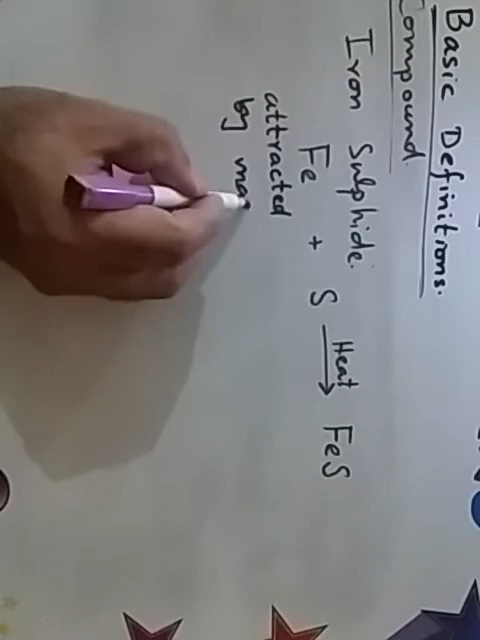 Basic Definitions.
Compound.
Iron Sulphide.
Fe + S Heat → FeS
attracted
by ma